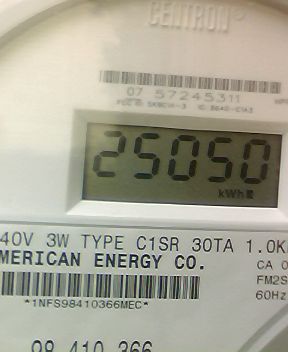 CENTRON®
07 57245311
25050
kWh
40V 3W TYPE C1SR 30TA 1.0K
MERICAN ENERGY CO.
CA 0
FM2S
60Hz
*1NFS98410366MEC*
98 410 366